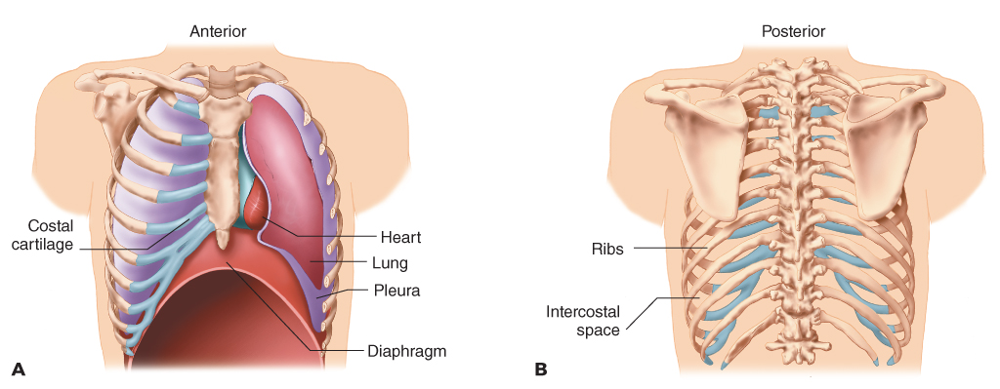 Anterior
Costal
cartilage
Heart
Lung
Pleura
Diaphragm
A
Posterior
Ribs
Intercostal
space
B